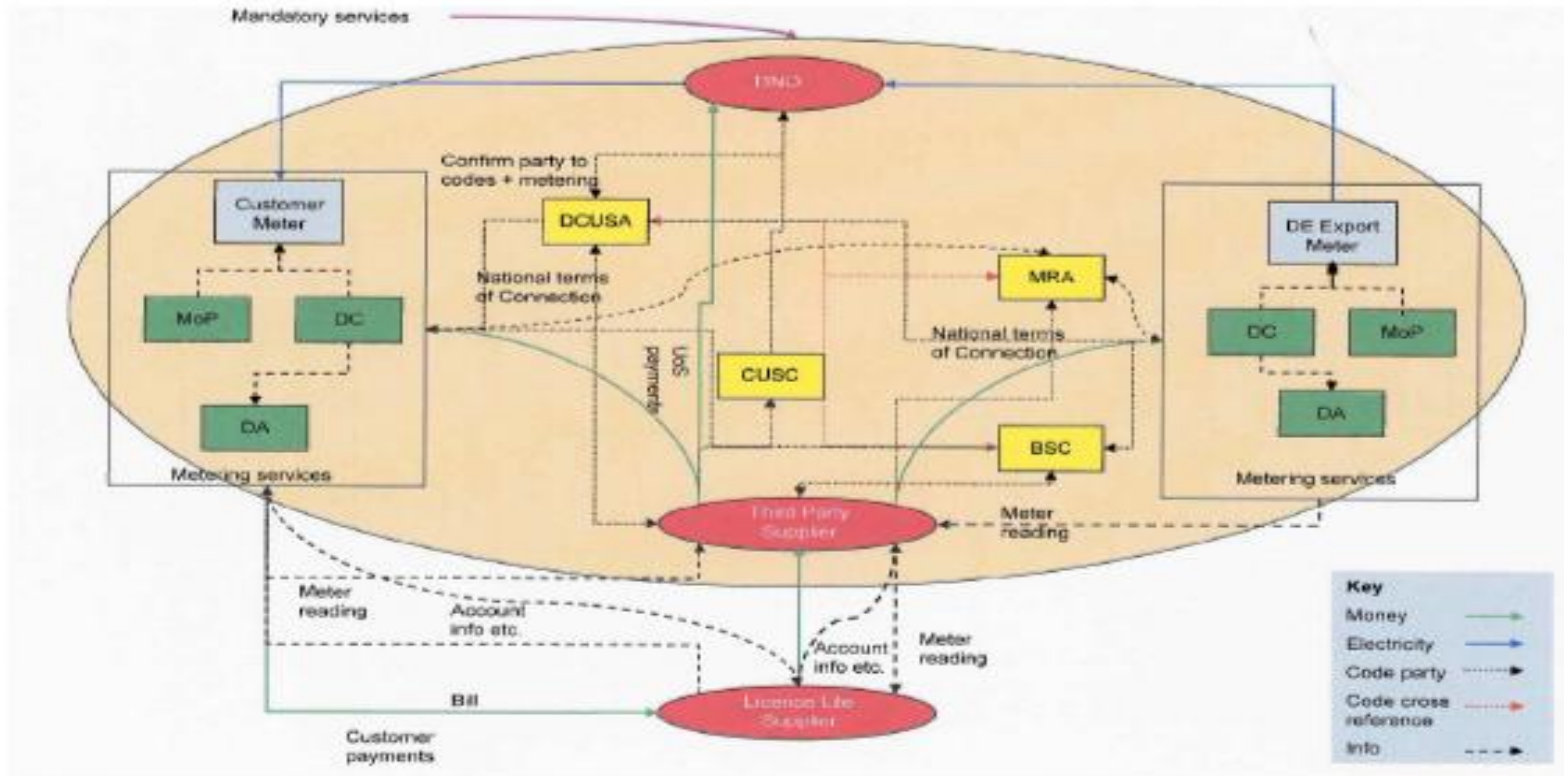 Mandatory services
DNO
Confirm party to
codes + metering
Customer
Meter
DCUSA
DE Export
Meter
MRA
National terms
of Connection
MoP
DC
National terms
of Connection
DC
MoP
UoS
payments
CUSC
DA
DA
BSC
Metering services
Metering services
Third Party
Supplier
Meter
reading
Key
Meter
reading
Account
info etc.
Account
info etc.
Meter
reading
Money
Electricity
Code party
Code cross
reference
Info
Bill
Licence Lite
Supplier
Customer
payments